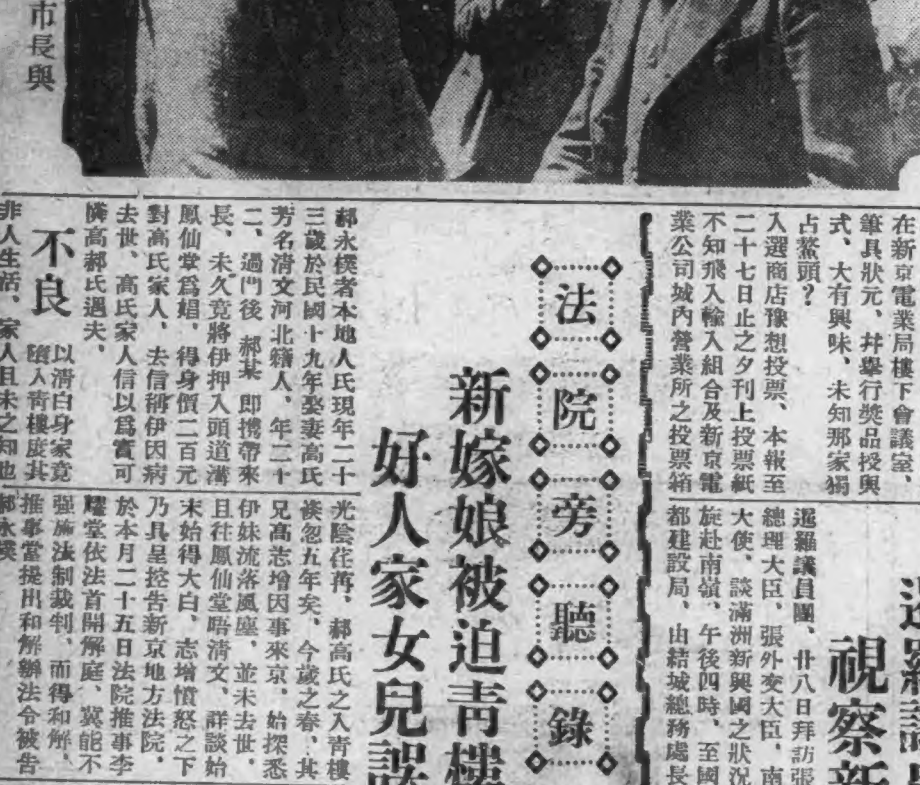 市長與
在新京電業局樓下會議室、
筆具狀元、幷舉行獎品授與
式、大有興味、未知那家獨
占鰲頭？
入選商店豫想投票、本報至
二十七日止之夕刊上投票紙
不知飛入輸入組合及新京電
業公司城內營業所之投票箱
暹羅議員團、廿八日拜訪張
總理大臣、張外交大臣、南
大使、談滿洲新興國之狀況
旋赴南嶺、午後四時、至國
都建設局、由結城總務處長
視察新
法院旁聽錄
新嫁娘被迫青樓
好人家女兒誤
郝永樸者本地人氏現年二十
三歲於民國十九年娶妻高氏
芳名清文河北籍人、年二十
二、過門後 郝某 即携帶來
長、未久竟將伊押入頭道溝
鳳仙堂爲娼、得身價二百元
對高氏家人、去信稱伊因病
去世、高氏家人信以爲實可
憐高郝氏遇夫、
不良
以清白身家竟
墮入青樓度其
非人生活、家人且未之知也
光陰荏苒、郝高氏之入青樓
倐忽五年矣、今歲之春、其
兄高志增因事來京、始探悉
伊妹流落風塵、並未去世、
且往鳳仙堂晤清文、詳談始
末始得大白、志增憤怒之下
乃具呈控告新京地方法院、
於本月二十五日法院推事李
耀堂依法首開解庭、冀能不
强施法制裁判、而得和解、
推事當提出和解辦法令被告
郝永樸